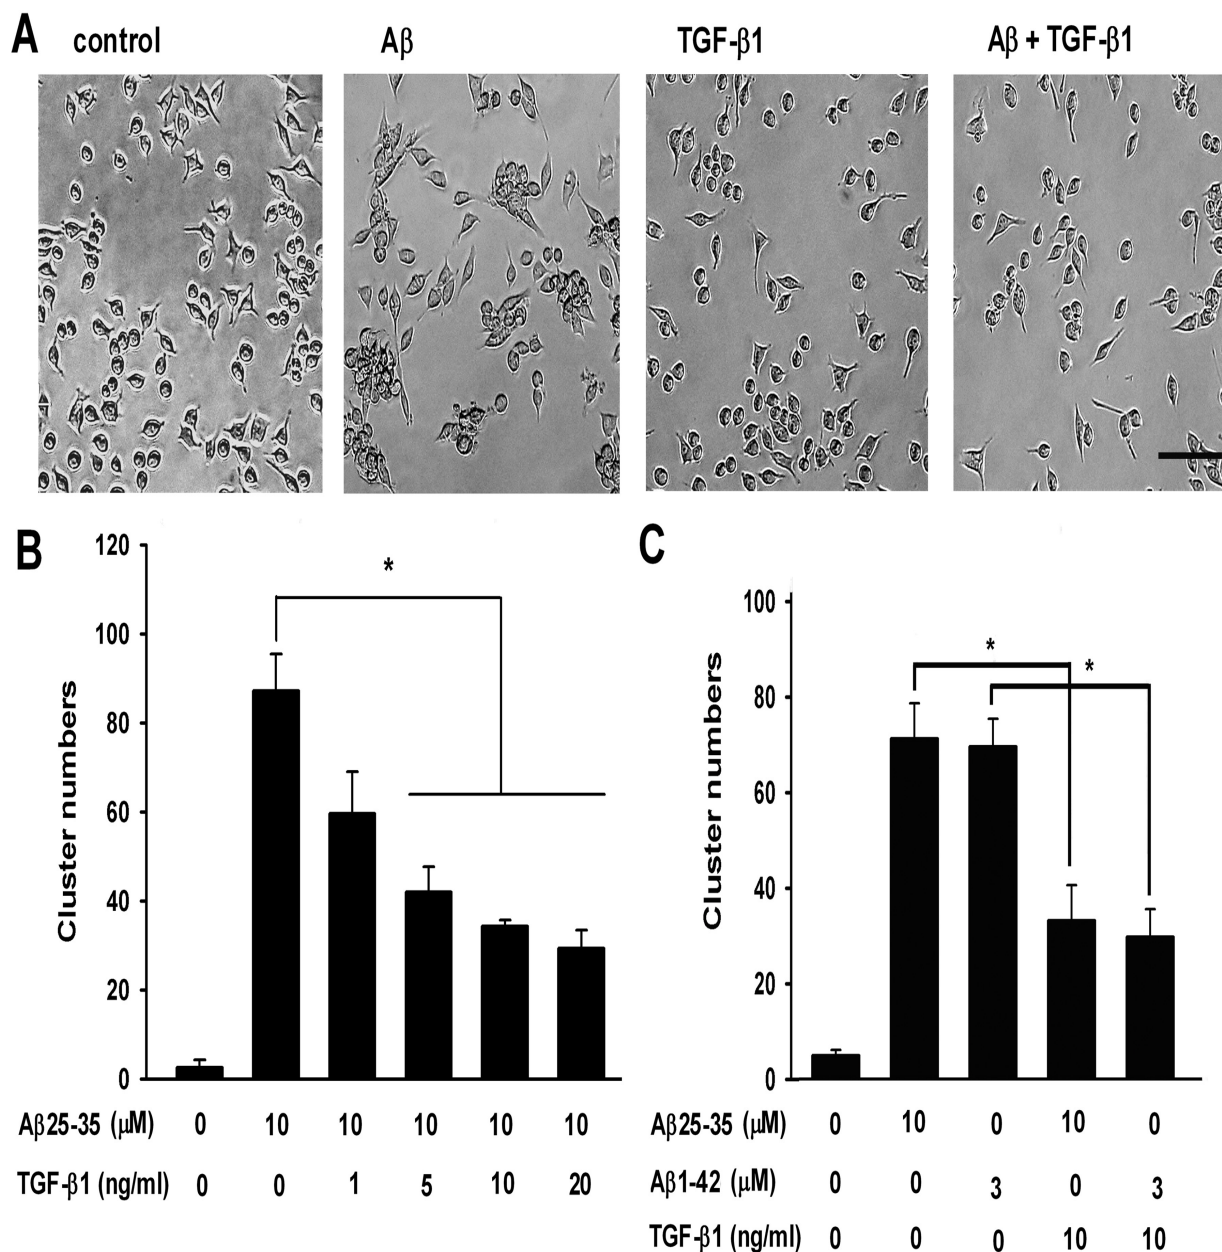 A
control
Aβ
TGF-β1
Aβ + TGF-β1
B
120
100
80
60
40
20
0
Cluster numbers
*
Aβ25-35 (μM) 0 10 10 10 10 10
TGF-β1 (ng/ml) 0 0 1 5 10 20
C
100
80
60
40
20
0
Cluster numbers
*
*
Aβ25-35 (μM) 0 10 0 10 0
Aβ1-42 (μM) 0 0 3 0 3
TGF-β1 (ng/ml) 0 0 0 10 10